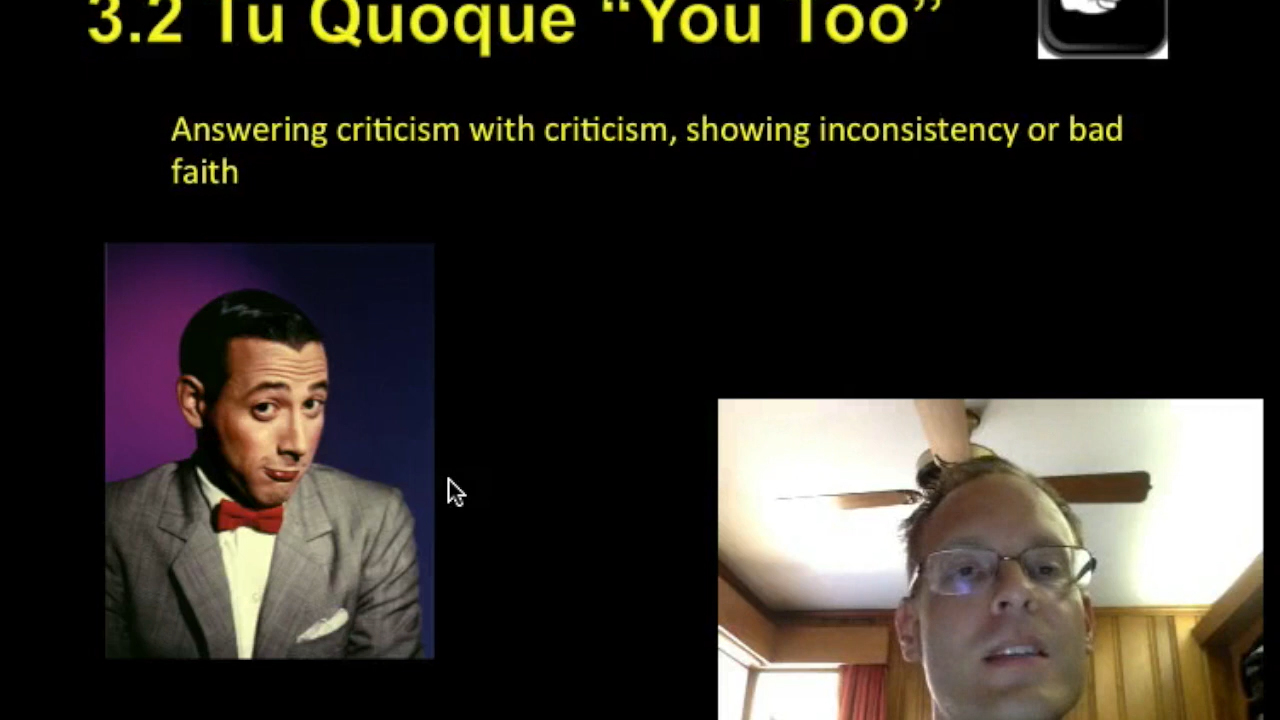 3.2 Tu Quoque “You Too”
Answering criticism with criticism, showing inconsistency or bad
faith